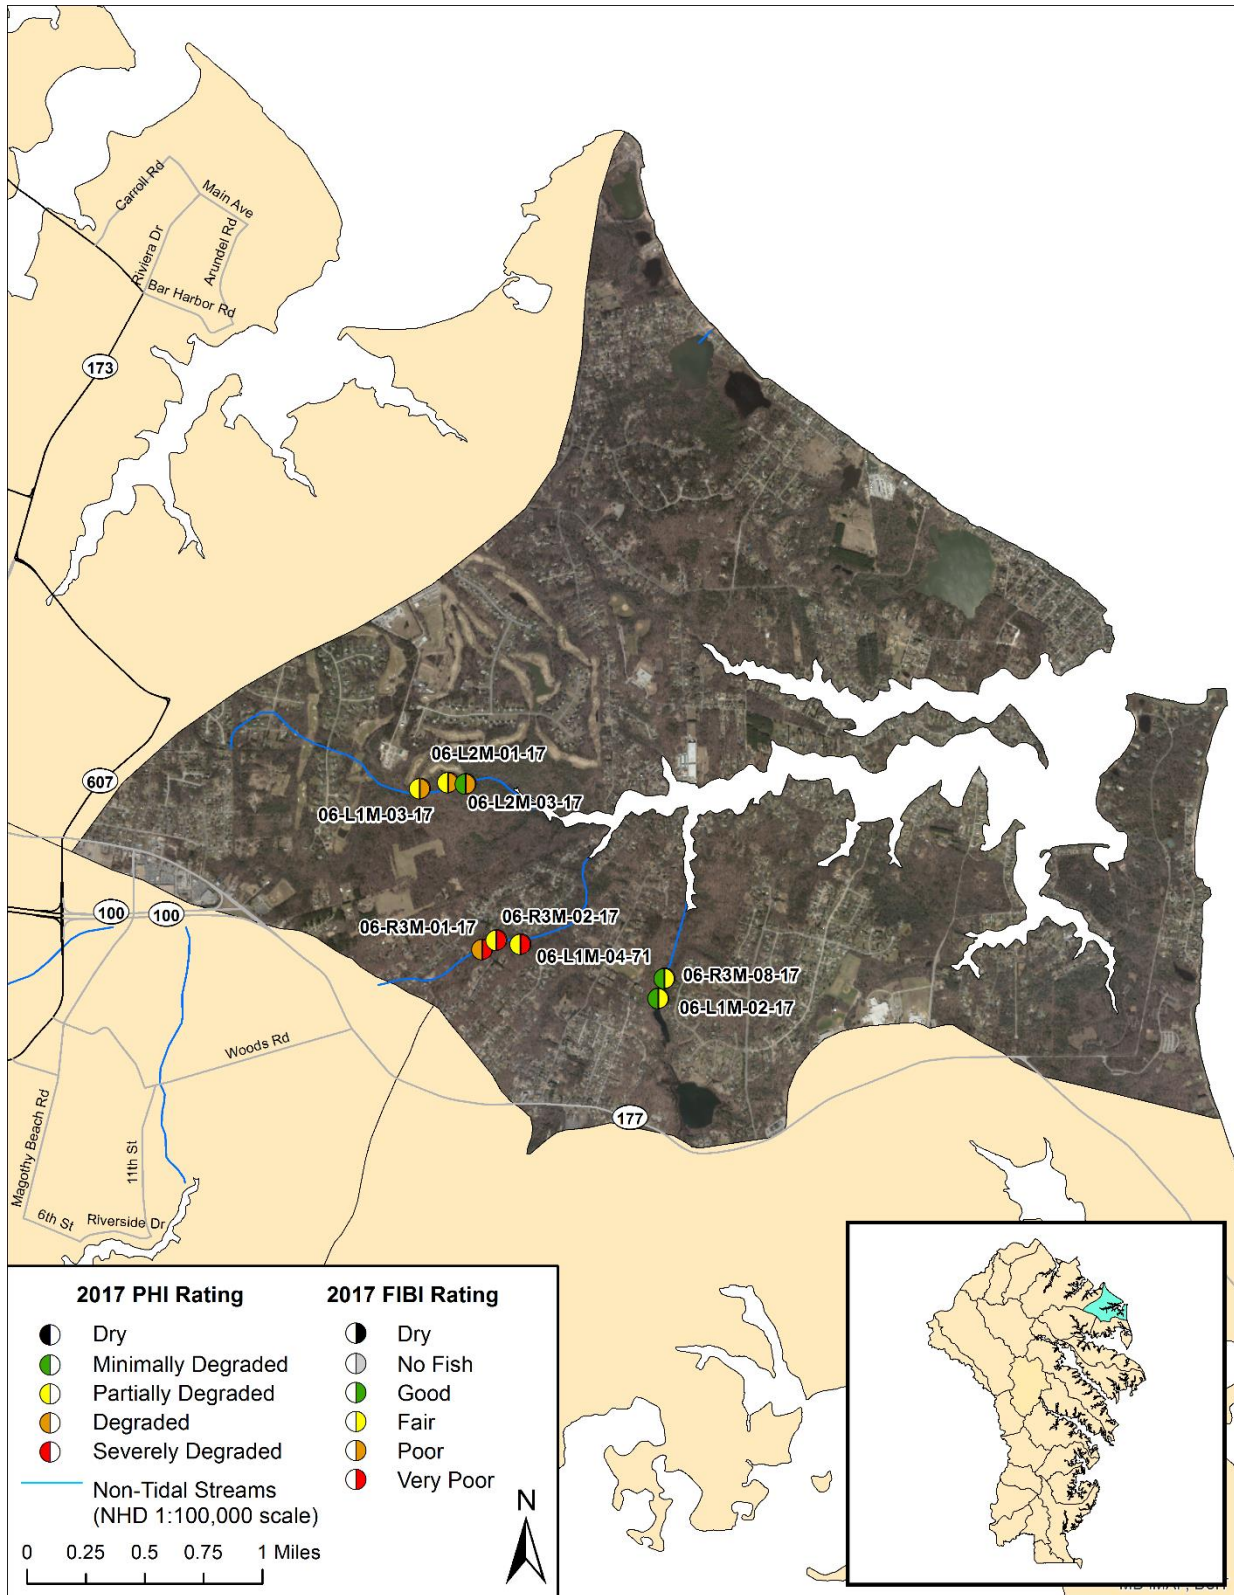 Carroll Rd
Main Ave
Riviera Dr
Arundel Rd
Bar Harbor Rd
173
607
06-L2M-01-17
06-L1M-03-17
06-L2M-03-17
100
100
06-R3M-01-17
06-R3M-02-17
06-L1M-04-71
06-R3M-08-17
06-L1M-02-17
Woods Rd
Magothy Beach Rd
177
11th St
6th St
Riverside Dr
2017 PHI Rating
Dry
Minimally Degraded
Partially Degraded
Degraded
Severely Degraded
Non-Tidal Streams
(NHD 1:100,000 scale)
2017 FIBI Rating
Dry
No Fish
Good
Fair
Poor
Very Poor
N
0 0.25 0.5 0.75 1 Miles